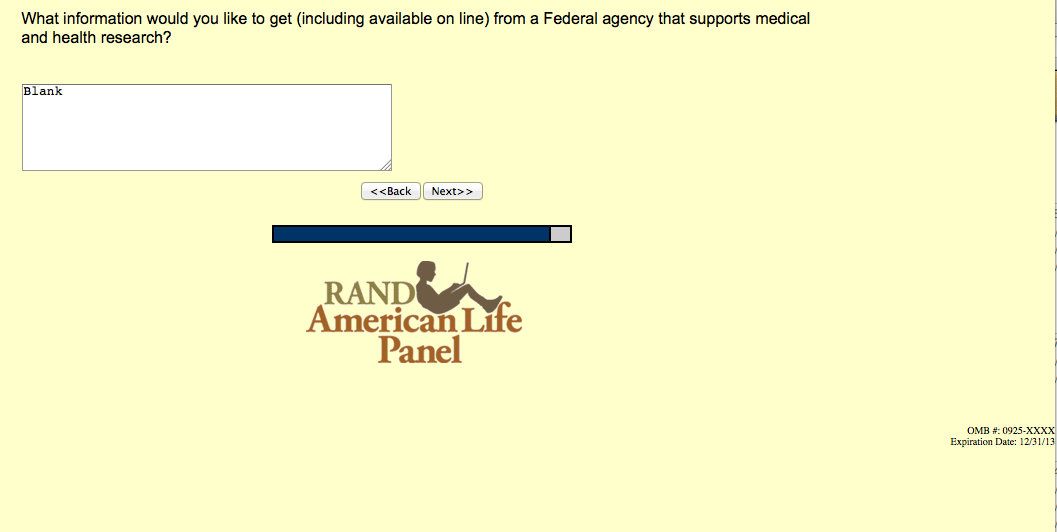 What information would you like to get (including available on line) from a Federal agency that supports medical
and health research?
Blank
<<Back Next>>
RAND
American Life
Panel
OMB #: 0925-XXXX
Expiration Date: 12/31/13